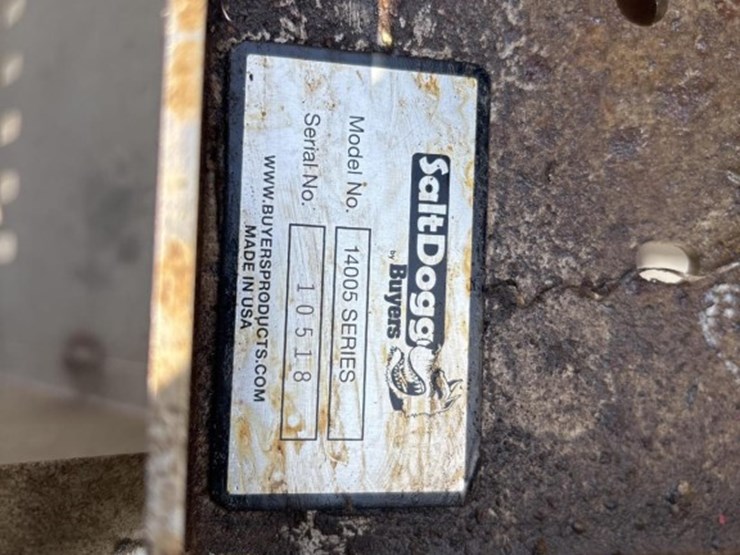 SaltDogg
by Buyers
Model No. 14005 SERIES
Serial No. 10518
WWW.BUYERSPRODUCTS.COM
MADE IN USA